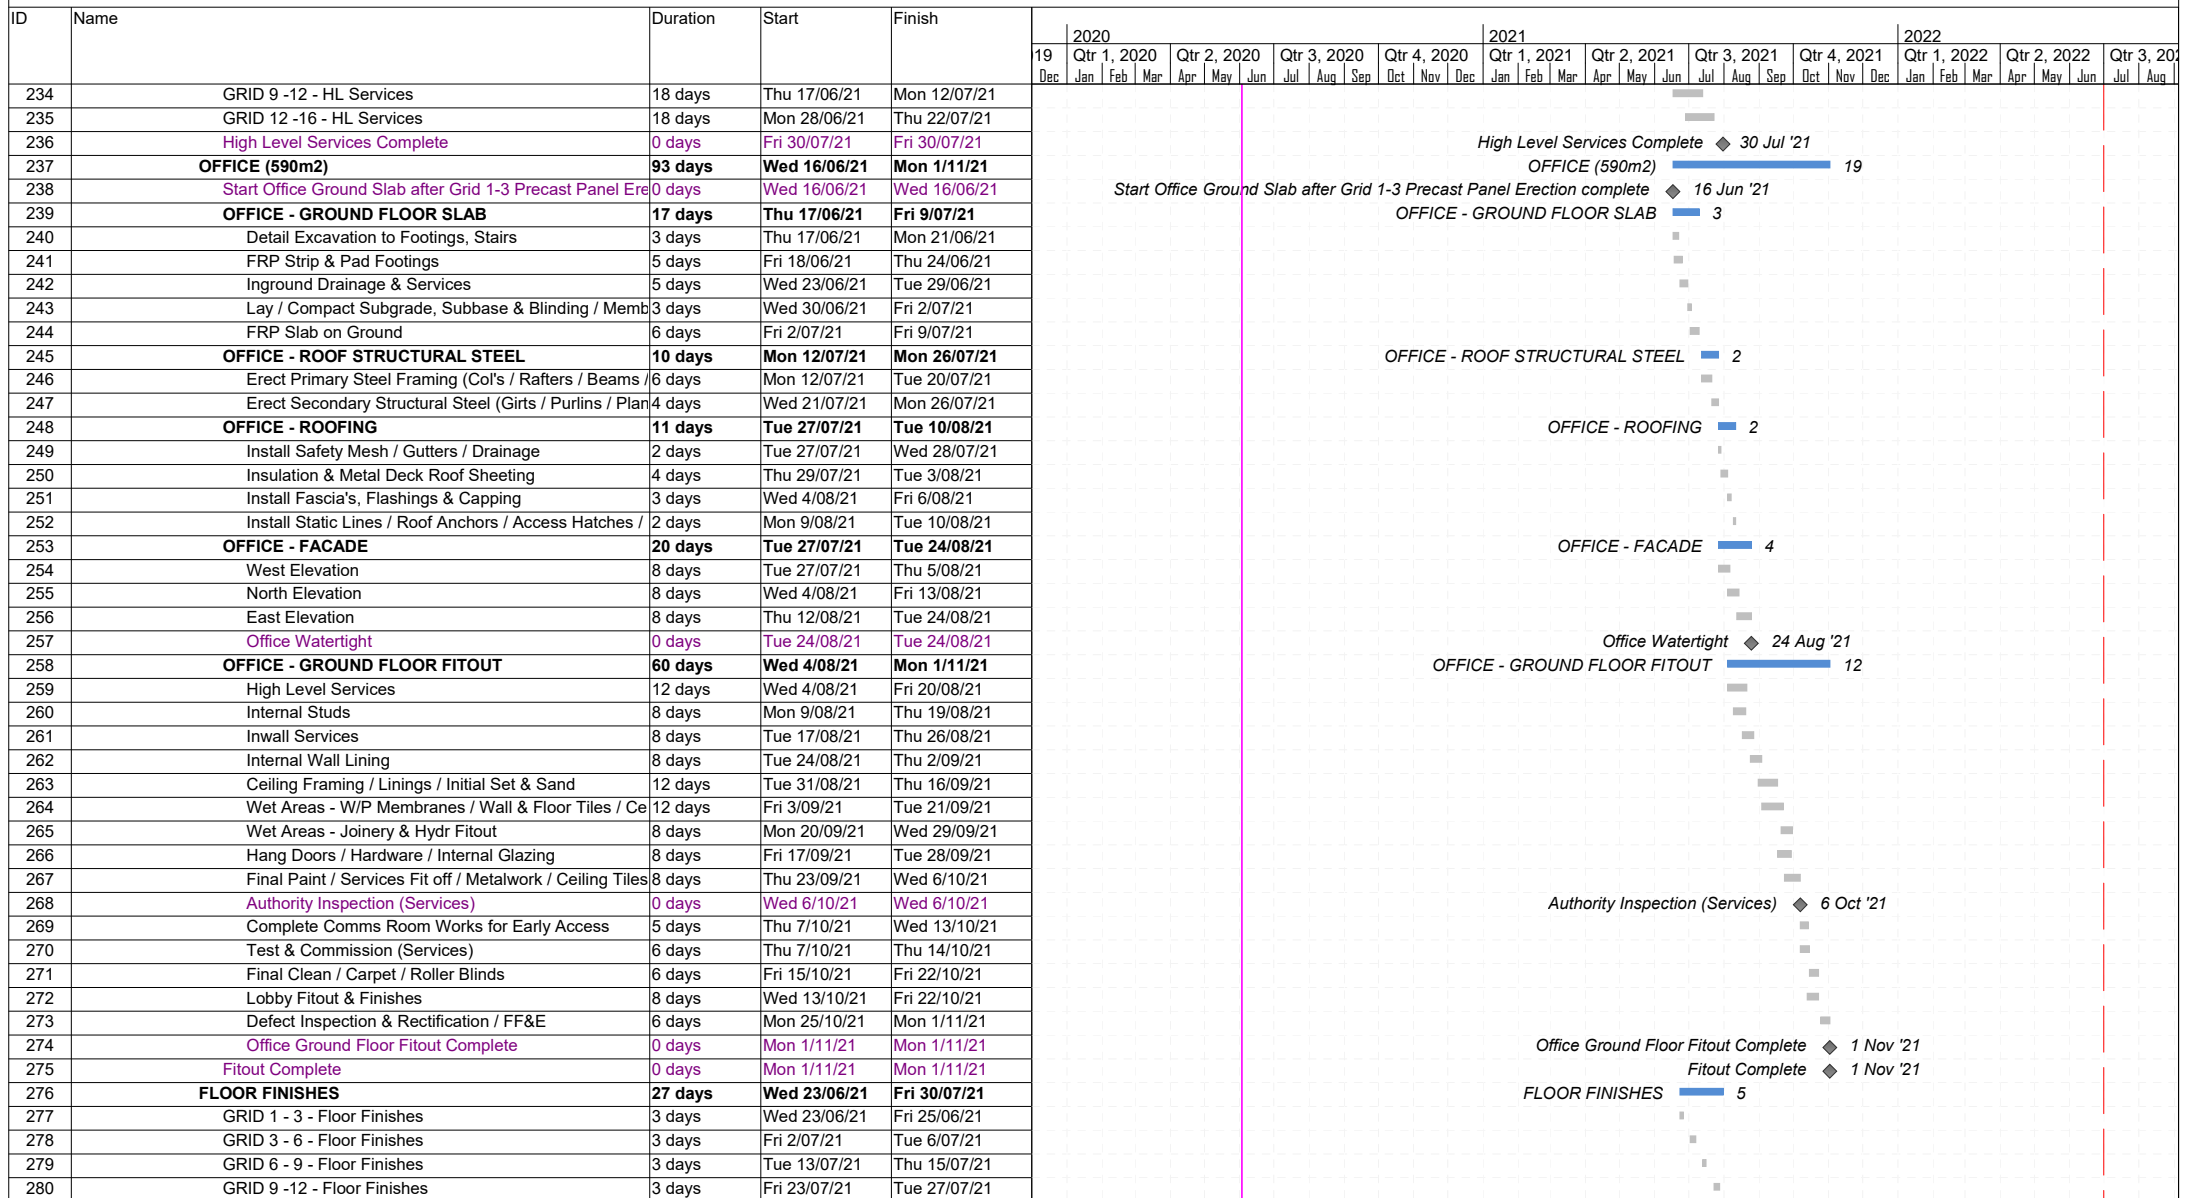 ID Name Duration Start Finish
2020 2021 2022
19 Qtr 1, 2020 Qtr 2, 2020 Qtr 3, 2020 Qtr 4, 2020 Qtr 1, 2021 Qtr 2, 2021 Qtr 3, 2021 Qtr 4, 2021 Qtr 1, 2022 Qtr 2, 2022 Qtr 3, 202
Dec Jan Feb Mar Apr May Jun Jul Aug Sep Oct Nov Dec Jan Feb Mar Apr May Jun Jul Aug Sep Oct Nov Dec Jan Feb Mar Apr May Jun Jul Aug
234 GRID 9 -12 - HL Services 18 days Thu 17/06/21 Mon 12/07/21
235 GRID 12 -16 - HL Services 18 days Mon 28/06/21 Thu 22/07/21
236 High Level Services Complete 0 days Fri 30/07/21 Fri 30/07/21 High Level Services Complete 30 Jul '21
237 OFFICE (590m2) 93 days Wed 16/06/21 Mon 1/11/21 OFFICE (590m2) 19
238 Start Office Ground Slab after Grid 1-3 Precast Panel Ere 0 days Wed 16/06/21 Wed 16/06/21 Start Office Ground Slab after Grid 1-3 Precast Panel Erection complete 16 Jun '21
239 OFFICE - GROUND FLOOR SLAB 17 days Thu 17/06/21 Fri 9/07/21 OFFICE - GROUND FLOOR SLAB 3
240 Detail Excavation to Footings, Stairs 3 days Thu 17/06/21 Mon 21/06/21
241 FRP Strip & Pad Footings 5 days Fri 18/06/21 Thu 24/06/21
242 Inground Drainage & Services 5 days Wed 23/06/21 Tue 29/06/21
243 Lay / Compact Subgrade, Subbase & Blinding / Memb 3 days Wed 30/06/21 Fri 2/07/21
244 FRP Slab on Ground 6 days Fri 2/07/21 Fri 9/07/21
245 OFFICE - ROOF STRUCTURAL STEEL 10 days Mon 12/07/21 Mon 26/07/21 OFFICE - ROOF STRUCTURAL STEEL 2
246 Erect Primary Steel Framing (Col's / Rafters / Beams / 6 days Mon 12/07/21 Tue 20/07/21
247 Erect Secondary Structural Steel (Girts / Purlins / Plan 4 days Wed 21/07/21 Mon 26/07/21
248 OFFICE - ROOFING 11 days Tue 27/07/21 Tue 10/08/21 OFFICE - ROOFING 2
249 Install Safety Mesh / Gutters / Drainage 2 days Tue 27/07/21 Wed 28/07/21
250 Insulation & Metal Deck Roof Sheeting 4 days Thu 29/07/21 Tue 3/08/21
251 Install Fascia's, Flashings & Capping 3 days Wed 4/08/21 Fri 6/08/21
252 Install Static Lines / Roof Anchors / Access Hatches / 2 days Mon 9/08/21 Tue 10/08/21
253 OFFICE - FACADE 20 days Tue 27/07/21 Tue 24/08/21 OFFICE - FACADE 4
254 West Elevation 8 days Tue 27/07/21 Thu 5/08/21
255 North Elevation 8 days Wed 4/08/21 Fri 13/08/21
256 East Elevation 8 days Thu 12/08/21 Tue 24/08/21
257 Office Watertight 0 days Tue 24/08/21 Tue 24/08/21 Office Watertight 24 Aug '21
258 OFFICE - GROUND FLOOR FITOUT 60 days Wed 4/08/21 Mon 1/11/21 OFFICE - GROUND FLOOR FITOUT 12
259 High Level Services 12 days Wed 4/08/21 Fri 20/08/21
260 Internal Studs 8 days Mon 9/08/21 Thu 19/08/21
261 Inwall Services 8 days Tue 17/08/21 Thu 26/08/21
262 Internal Wall Lining 8 days Tue 24/08/21 Thu 2/09/21
263 Ceiling Framing / Linings / Initial Set & Sand 12 days Tue 31/08/21 Thu 16/09/21
264 Wet Areas - W/P Membranes / Wall & Floor Tiles / Ce 12 days Fri 3/09/21 Tue 21/09/21
265 Wet Areas - Joinery & Hydr Fitout 8 days Mon 20/09/21 Wed 29/09/21
266 Hang Doors / Hardware / Internal Glazing 8 days Fri 17/09/21 Tue 28/09/21
267 Final Paint / Services Fit off / Metalwork / Ceiling Tiles 8 days Thu 23/09/21 Wed 6/10/21
268 Authority Inspection (Services) 0 days Wed 6/10/21 Wed 6/10/21 Authority Inspection (Services) 6 Oct '21
269 Complete Comms Room Works for Early Access 5 days Thu 7/10/21 Wed 13/10/21
270 Test & Commission (Services) 6 days Thu 7/10/21 Thu 14/10/21
271 Final Clean / Carpet / Roller Blinds 6 days Fri 15/10/21 Fri 22/10/21
272 Lobby Fitout & Finishes 8 days Wed 13/10/21 Fri 22/10/21
273 Defect Inspection & Rectification / FF&E 6 days Mon 25/10/21 Mon 1/11/21
274 Office Ground Floor Fitout Complete 0 days Mon 1/11/21 Mon 1/11/21 Office Ground Floor Fitout Complete 1 Nov '21
275 Fitout Complete 0 days Mon 1/11/21 Mon 1/11/21 Fitout Complete 1 Nov '21
276 FLOOR FINISHES 27 days Wed 23/06/21 Fri 30/07/21 FLOOR FINISHES 5
277 GRID 1 - 3 - Floor Finishes 3 days Wed 23/06/21 Fri 25/06/21
278 GRID 3 - 6 - Floor Finishes 3 days Fri 2/07/21 Tue 6/07/21
279 GRID 6 - 9 - Floor Finishes 3 days Tue 13/07/21 Thu 15/07/21
280 GRID 9 -12 - Floor Finishes 3 days Fri 23/07/21 Tue 27/07/21